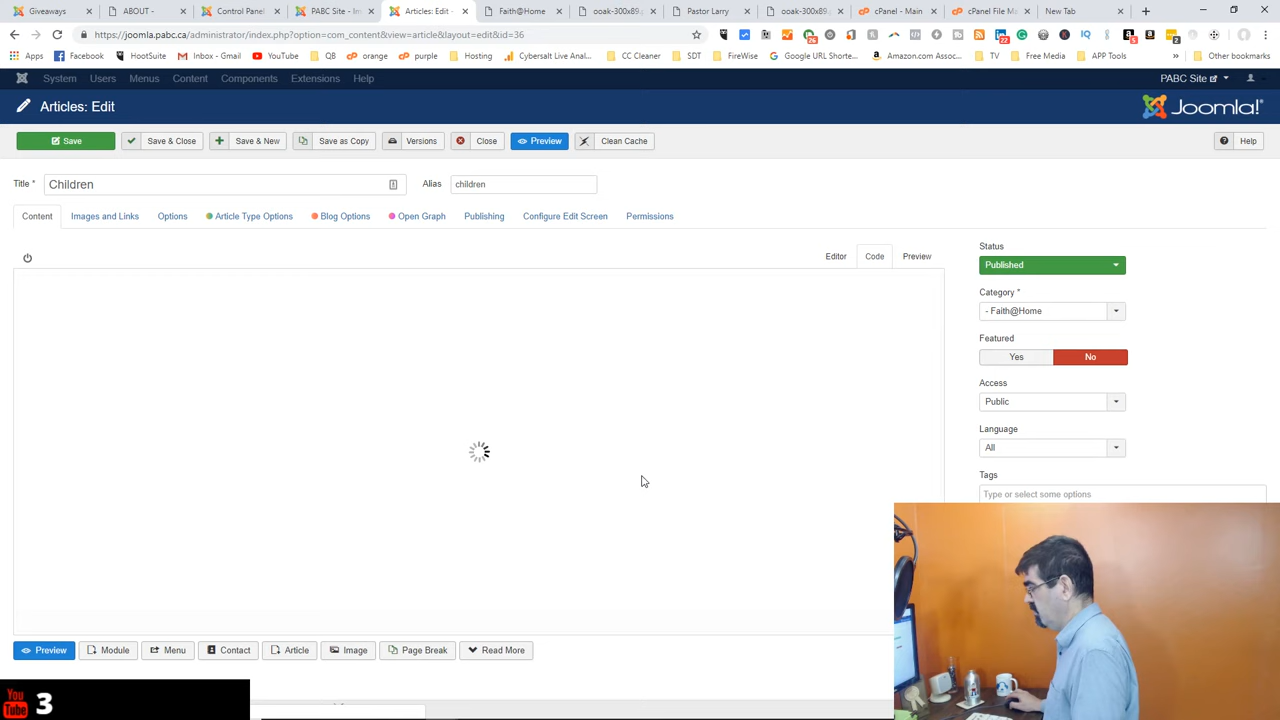 Giveaways
ABOUT -
Control Panel
PABC Site - Im
Articles: Edit -
Faith@Home
ooak-300x89.
Pastor Larry
ooak-300x89.
cPanel - Main
cPanel File M
New Tab
https://joomla.pabc.ca/administrator/index.php?option=com_content&view=article&layout=edit&id=36
Apps
Facebook
HootSuite
Inbox - Gmail
YouTube
QB
orange
purple
Hosting
Cybersalt Live Anal...
CC Cleaner
SDT
FireWise
Google URL Shorte...
Amazon.com Assoc...
TV
Free Media
APP Tools
Other bookmarks
System Users Menus Content Components Extensions Help
PABC Site
Articles: Edit
Joomla!
Save
Save & Close
Save & New
Save as Copy
Versions
Close
Preview
Clean Cache
Help
Title * Children
Alias children
Content Images and Links Options Article Type Options Blog Options Open Graph Publishing Configure Edit Screen Permissions
Editor Code Preview
Status
Published
Category *
- Faith@Home
Featured
Yes No
Access
Public
Language
All
Tags
Type or select some options
Preview Module Menu Contact Article Image Page Break Read More
You Tube 3